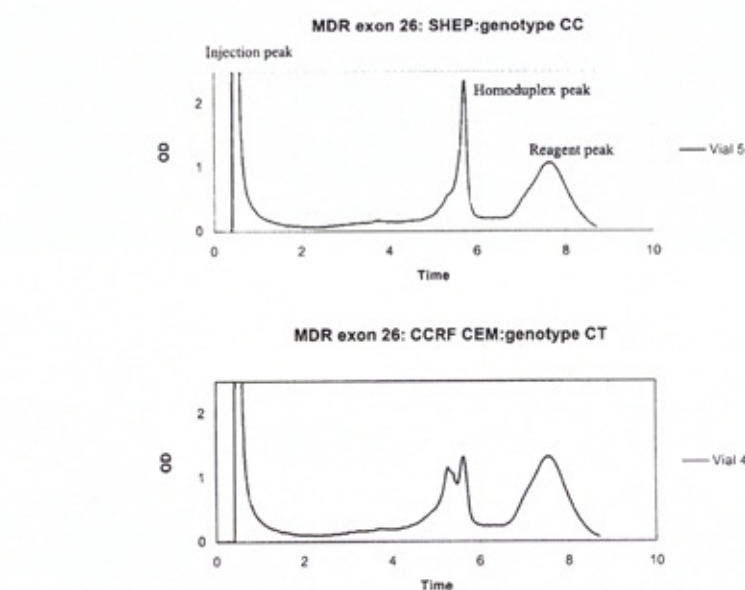 MDR exon 26: SHEP:genotype CC
Injection peak
Homoduplex peak
Reagent peak
2
1
0
OD
Vial 5
0 2 4 6 8 10
Time
MDR exon 26: CCRF CEM:genotype CT
2
1
0
OD
Vial 4
0 2 4 6 8 10
Time